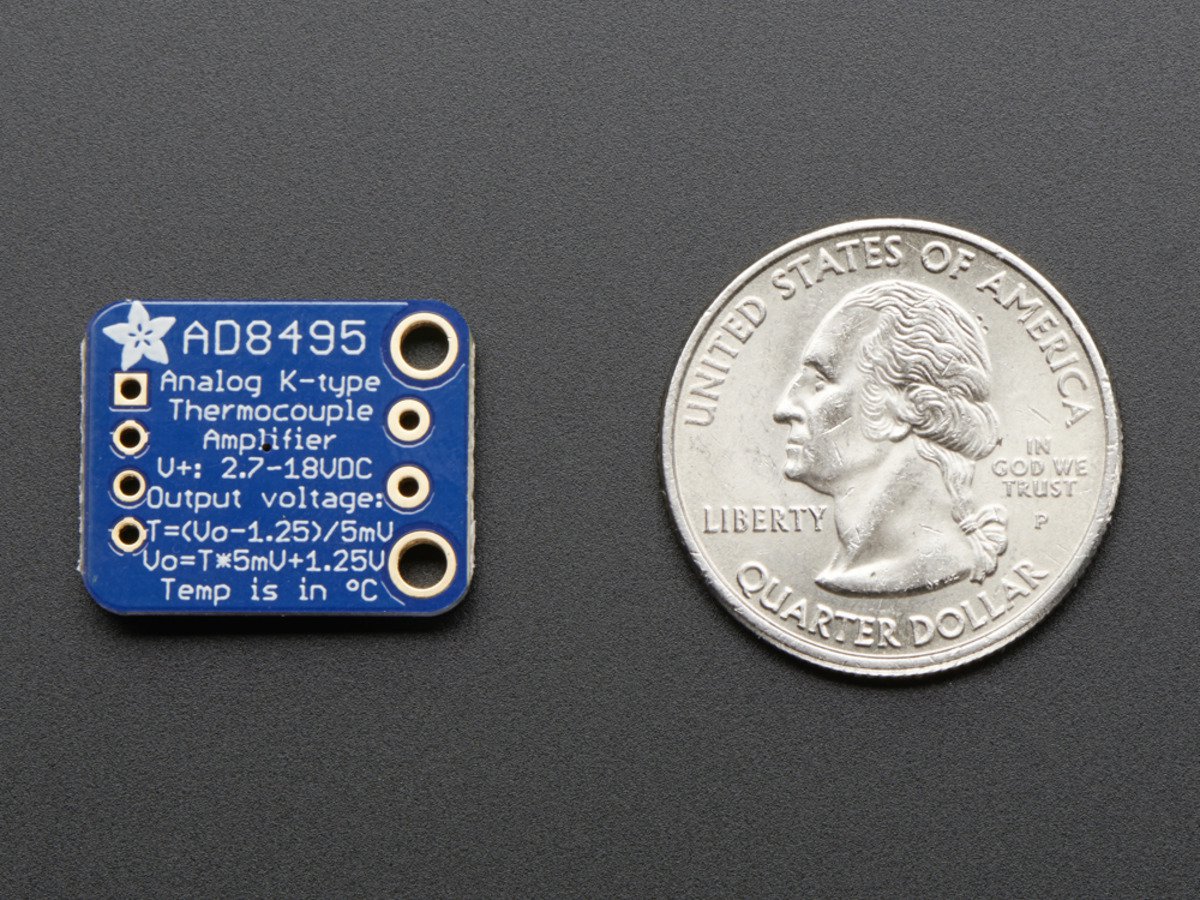 AD8495
Analog K-type
Thermocouple
Amplifier
V+: 2.7-18VDC
Output voltage:
T=(Vo-1.25)/5mV
Vo=T*5mV+1.25V
Temp is in °C
UNITED STATES OF AMERICA
LIBERTY
IN
GOD WE
TRUST
P
QUARTER DOLLAR